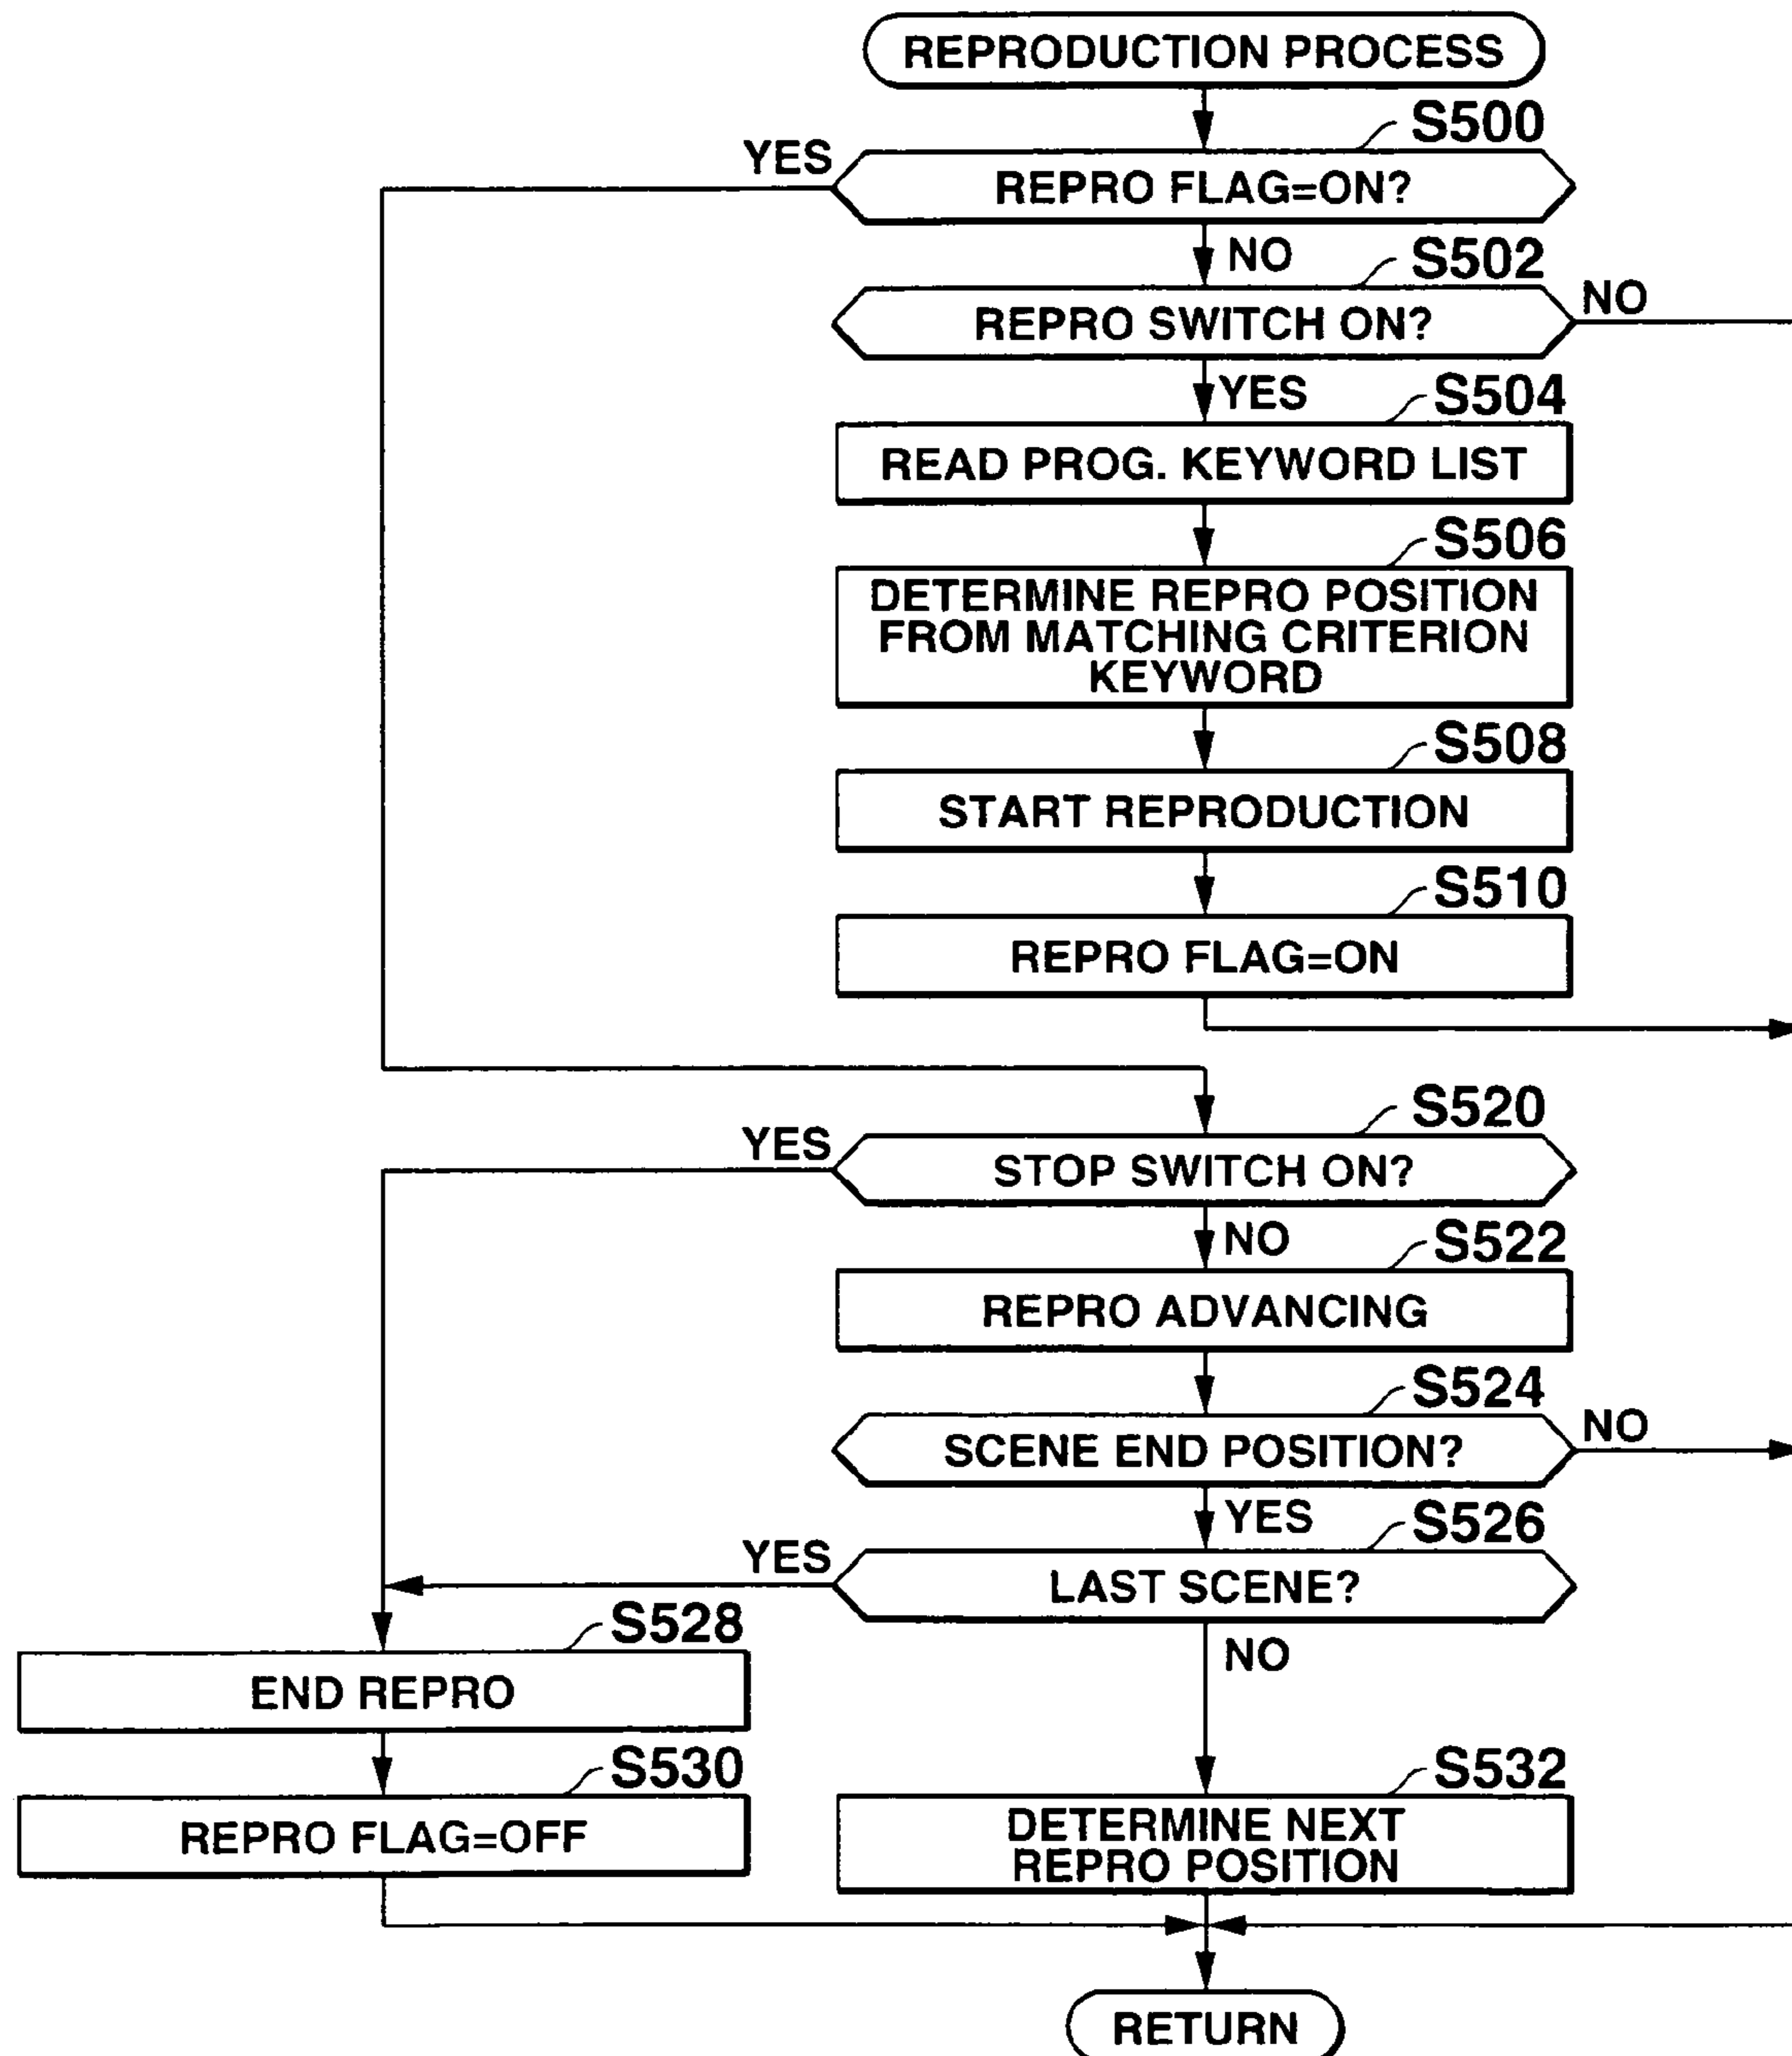 REPRODUCTION PROCESS
S500
YES
REPRO FLAG=ON?
NO
S502
REPRO SWITCH ON?
NO
YES
S504
READ PROG. KEYWORD LIST
S506
DETERMINE REPRO POSITION
FROM MATCHING CRITERION
KEYWORD
S508
START REPRODUCTION
S510
REPRO FLAG=ON
S520
YES
STOP SWITCH ON?
NO
S522
REPRO ADVANCING
S524
SCENE END POSITION?
NO
YES
S526
YES
LAST SCENE?
NO
S528
END REPRO
S530
REPRO FLAG=OFF
S532
DETERMINE NEXT
REPRO POSITION
RETURN